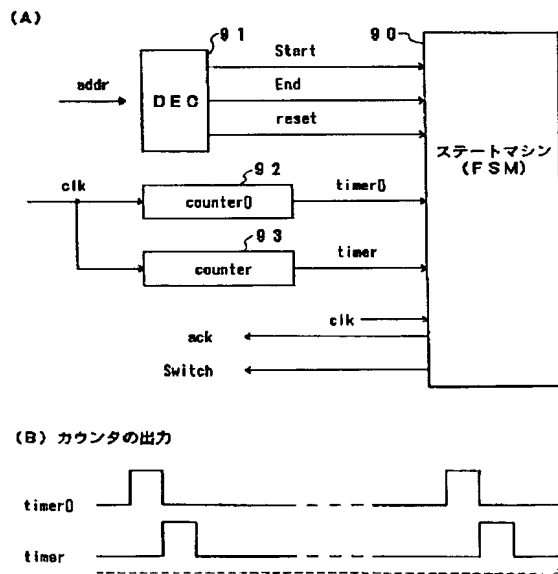 (A)
91
90
Start
addr
DEC
End
reset
ステートマシン
(FSM)
clk
92
counter0
timer0
93
counter
timer
clk
ack
Switch
(B) カウンタの出力
timer0
timer